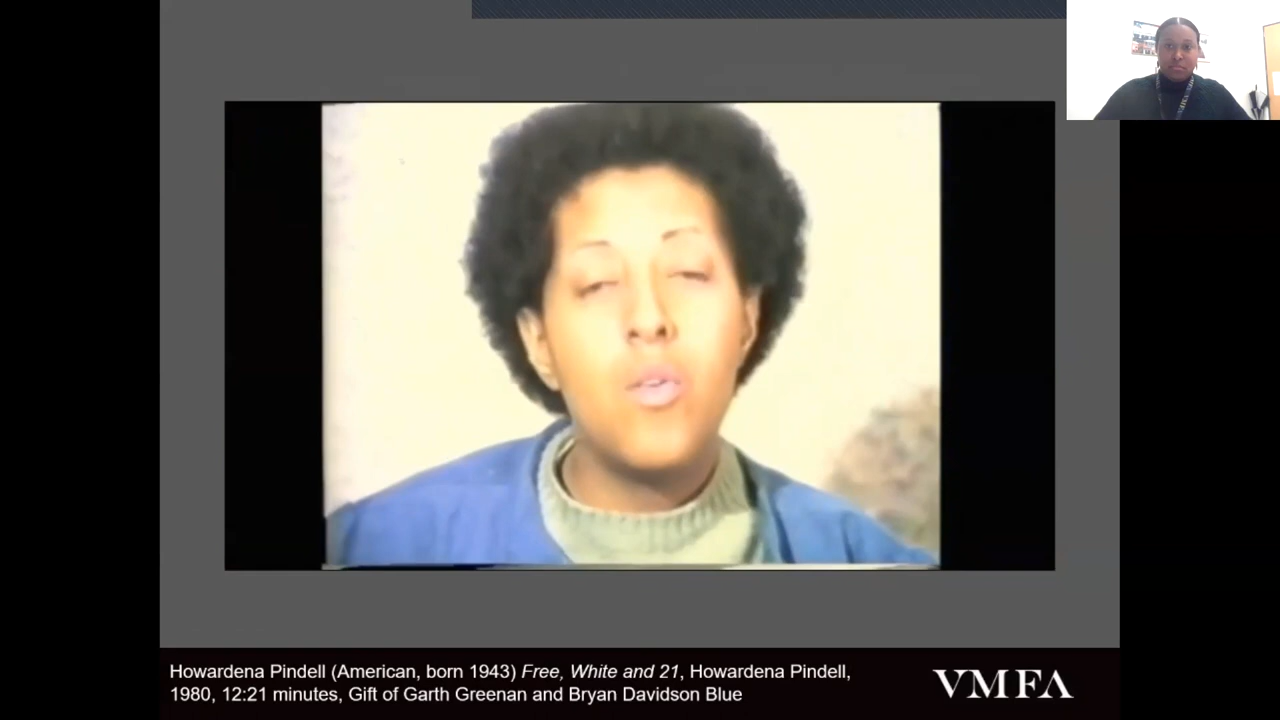 Howardena Pindell (American, born 1943) Free, White and 21, Howardena Pindell,
1980, 12:21 minutes, Gift of Garth Greenan and Bryan Davidson Blue
VMFA